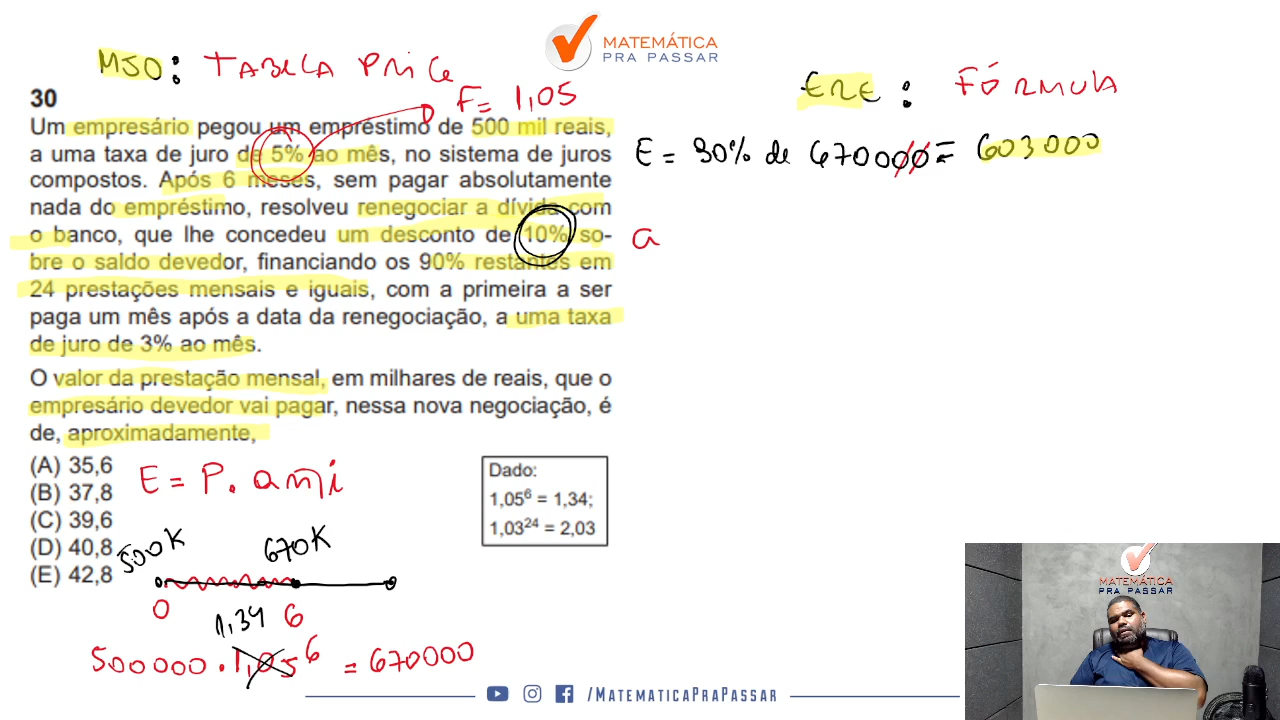 MATEMÁTICA
PRA PASSAR
MJO: TABELA PRICE
F= 1,05
30
Um empresário pegou um empréstimo de 500 mil reais,
a uma taxa de juro de 5% ao mês, no sistema de juros
compostos. Após 6 meses, sem pagar absolutamente
nada do empréstimo, resolveu renegociar a dívida com
o banco, que lhe concedeu um desconto de 10% so-
bre o saldo devedor, financiando os 90% restantes em
24 prestações mensais e iguais, com a primeira a ser
paga um mês após a data da renegociação, a uma taxa
de juro de 3% ao mês.
O valor da prestação mensal, em milhares de reais, que o
empresário devedor vai pagar, nessa nova negociação, é
de, aproximadamente,
(A) 35,6
(B) 37,8
(C) 39,6
(D) 40,8
(E) 42,8
E = P. ani
Dado:
1,05⁶ = 1,34;
1,03²⁴ = 2,03
500K 670K
0 1,34 6
500000 . 1,05⁶ = 670000
ERE: FÓRMULA
E = 90% de 670000 = 603000
a
MATEMÁTICA
PRA PASSAR
/MATEMATICAPRAPASSAR